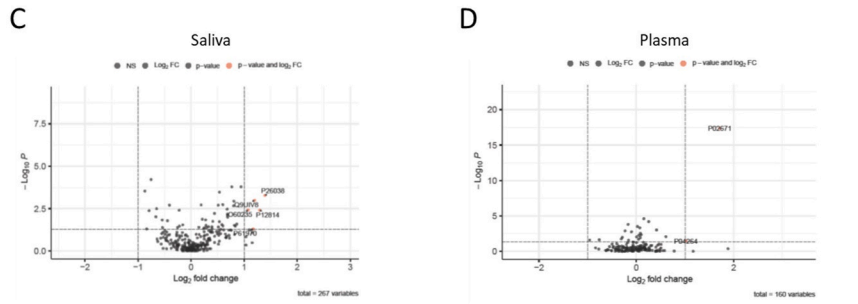 C
Saliva
NS Log₂ FC p-value p – value and log₂ FC
– Log₁₀ P
7.5
5.0
2.5
0.0
P26038
Q9UIV8
O60235 P12814
−2 −1 0 1 2 3
Log₂ fold change
total = 267 variables
D
Plasma
NS Log₂ FC p-value p – value and log₂ FC
– Log₁₀ P
20
15
10
5
0
P02671
−2 0 2
Log₂ fold change
total = 160 variables